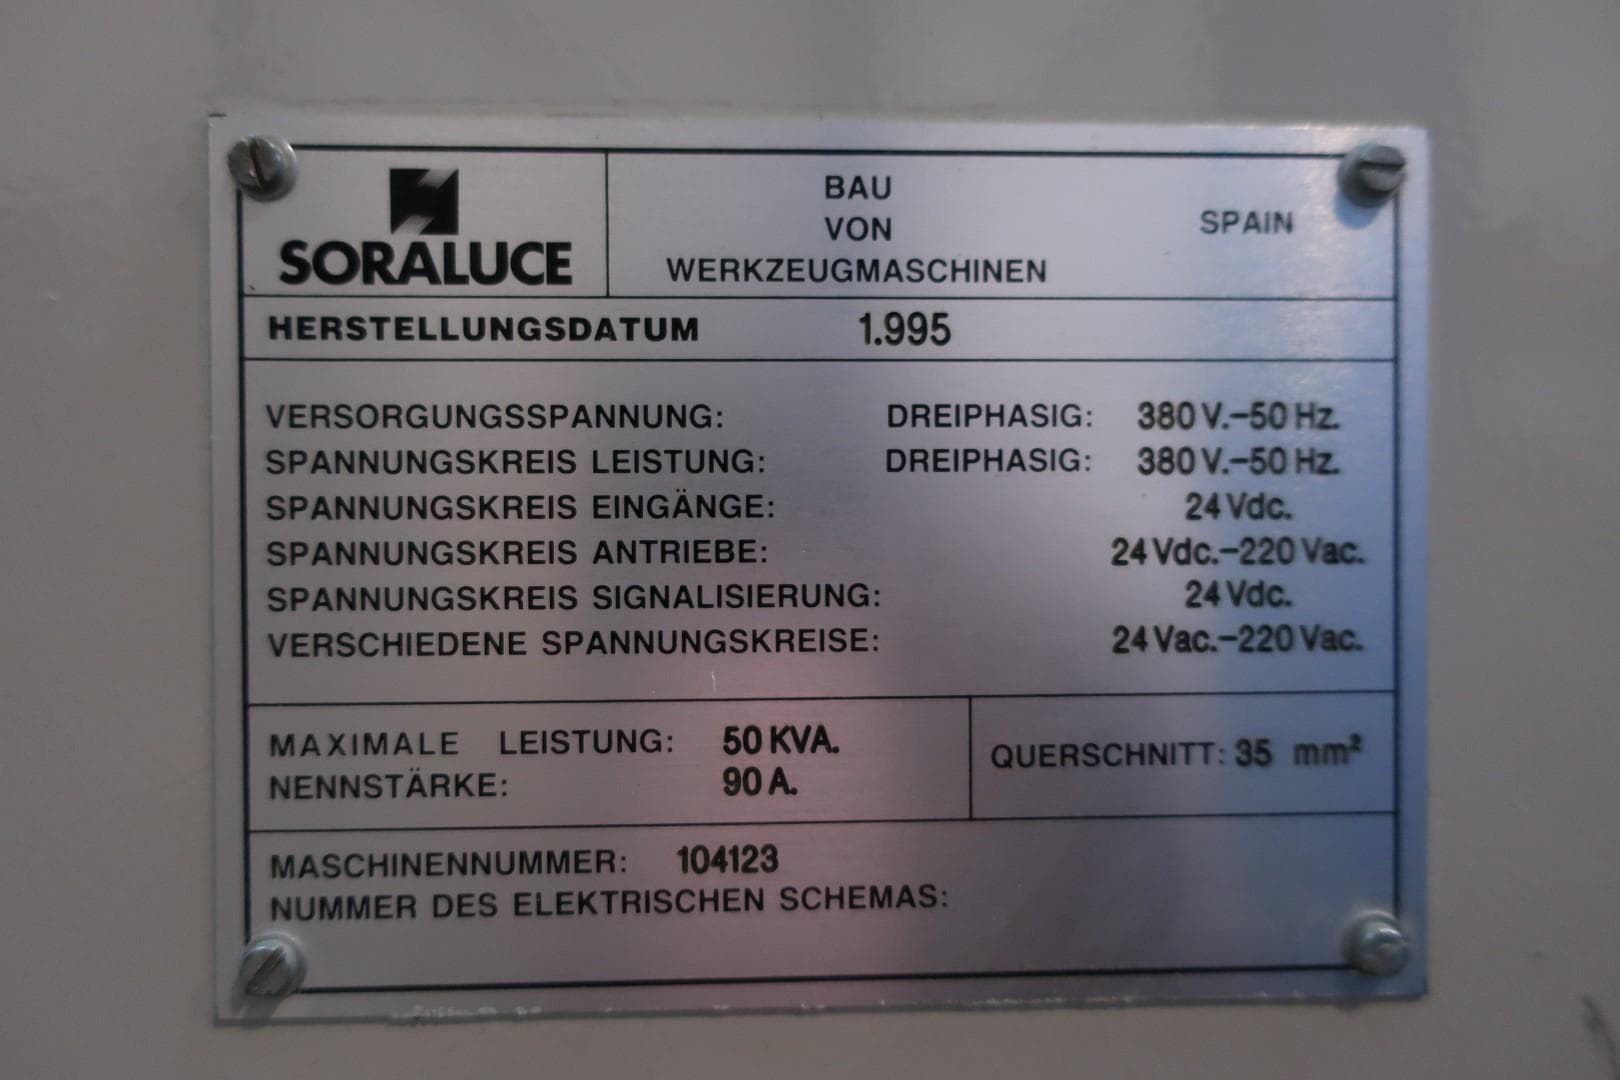 SORALUCE
BAU
VON
WERKZEUGMASCHINEN
SPAIN
HERSTELLUNGSDATUM 1.995
VERSORGUNGSSPANNUNG: DREIPHASIG: 380 V.-50 Hz.
SPANNUNGSKREIS LEISTUNG: DREIPHASIG: 380 V.-50 Hz.
SPANNUNGSKREIS EINGÄNGE: 24 Vdc.
SPANNUNGSKREIS ANTRIEBE: 24 Vdc.-220 Vac.
SPANNUNGSKREIS SIGNALISIERUNG: 24 Vdc.
VERSCHIEDENE SPANNUNGSKREISE: 24 Vac.-220 Vac.
MAXIMALE LEISTUNG: 50 KVA.
NENNSTÄRKE: 90 A.
QUERSCHNITT: 35 mm²
MASCHINENNUMMER: 104123
NUMMER DES ELEKTRISCHEN SCHEMAS: